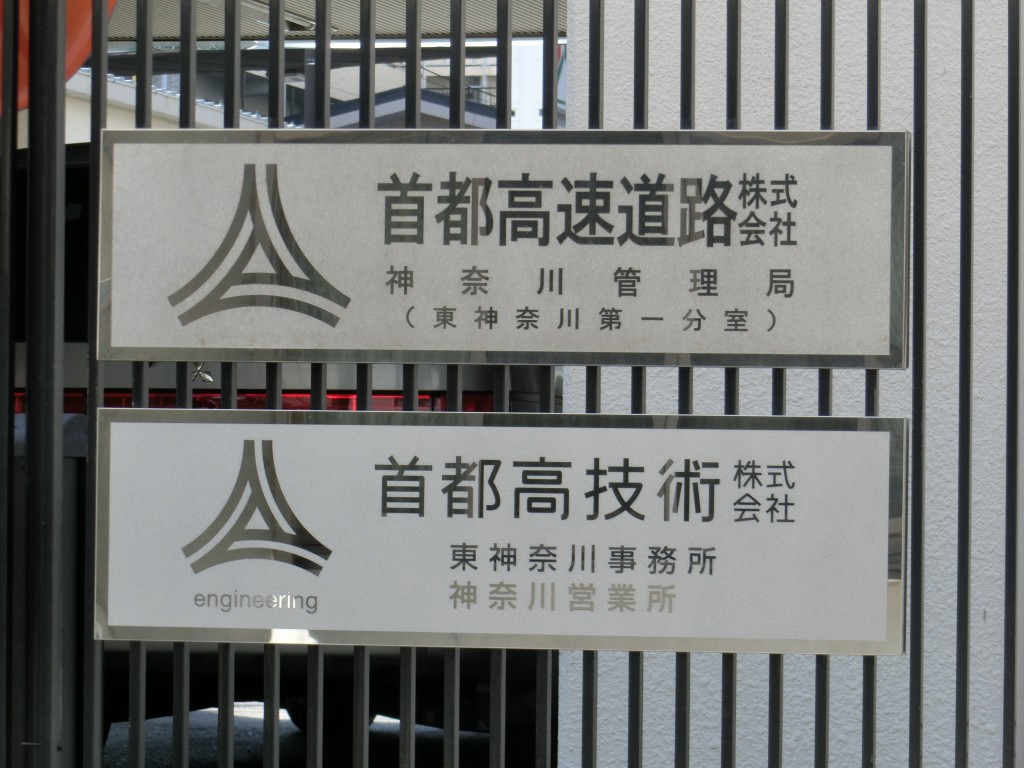 首都高速道路株式会社
神奈川管理局
（東神奈川第一分室）
首都高技術株式会社
東神奈川事務所
神奈川営業所
engineering